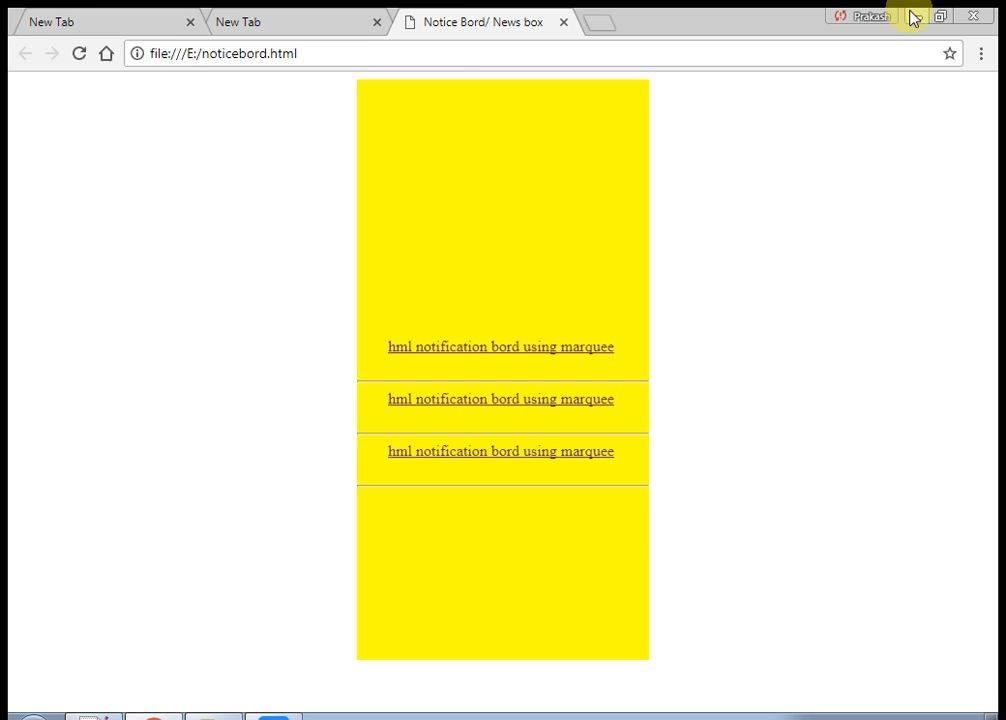 New Tab
New Tab
Notice Bord/ News box
Prakash
file:///E:/noticebord.html
hml notification bord using marquee
hml notification bord using marquee
hml notification bord using marquee